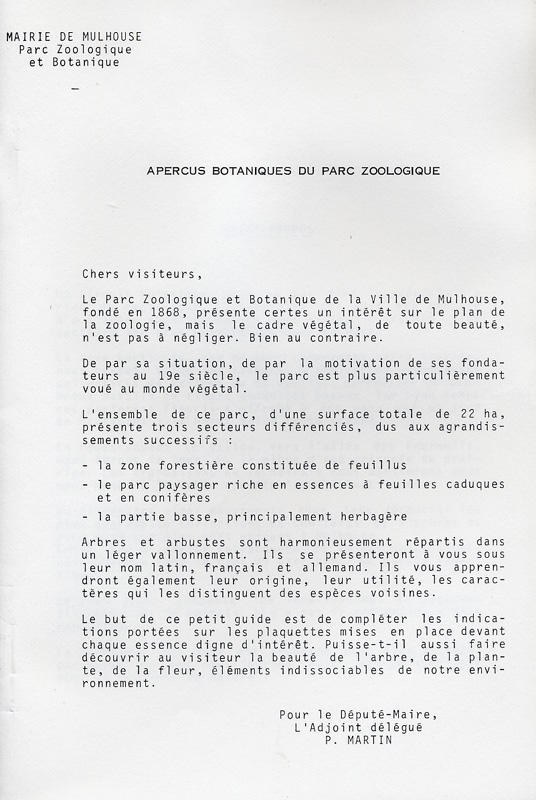 MAIRIE DE MULHOUSE
Parc Zoologique
et Botanique
—
APERCUS BOTANIQUES DU PARC ZOOLOGIQUE
Chers visiteurs,
Le Parc Zoologique et Botanique de la Ville de Mulhouse,
fondé en 1868, présente certes un intérêt sur le plan de
la zoologie, mais le cadre végétal, de toute beauté,
n'est pas à négliger. Bien au contraire.
De par sa situation, de par la motivation de ses fonda-
teurs au 19e siècle, le parc est plus particulièrement
voué au monde végétal.
L'ensemble de ce parc, d'une surface totale de 22 ha,
présente trois secteurs différenciés, dus aux agrandis-
sements successifs :
- la zone forestière constituée de feuillus
- le parc paysager riche en essences à feuilles caduques
et en conifères
- la partie basse, principalement herbagère
Arbres et arbustes sont harmonieusement répartis dans
un léger vallonnement. Ils se présenteront à vous sous
leur nom latin, français et allemand. Ils vous appren-
dront également leur origine, leur utilité, les carac-
tères qui les distinguent des espèces voisines.
Le but de ce petit guide est de compléter les indica-
tions portées sur les plaquettes mises en place devant
chaque essence digne d'intérêt. Puisse-t-il aussi faire
découvrir au visiteur la beauté de l'arbre, de la plan-
te, de la fleur, éléments indissociables de notre envi-
ronnement.
Pour le Député-Maire,
L'Adjoint délégué
P. MARTIN